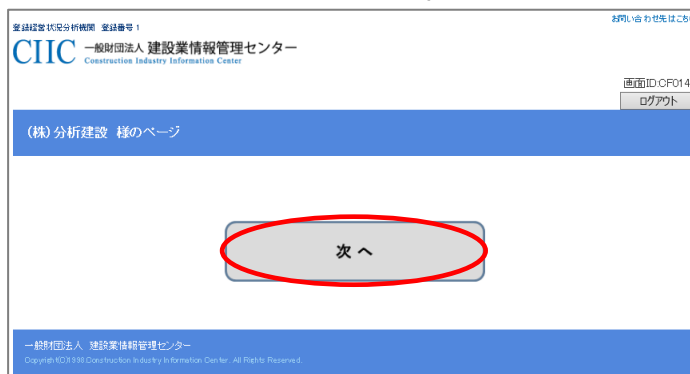 登録経営状況分析機関 登録番号1
お問い合わせ先はこち
CIIC 一般財団法人 建設業情報管理センター
Construction Industry Information Center
画面ID:CF014
ログアウト
(株)分析建設 様のページ
次へ
一般財団法人 建設業情報管理センター
Copyright(C)1998 Construction Industry Information Center. All Rights Reserved.